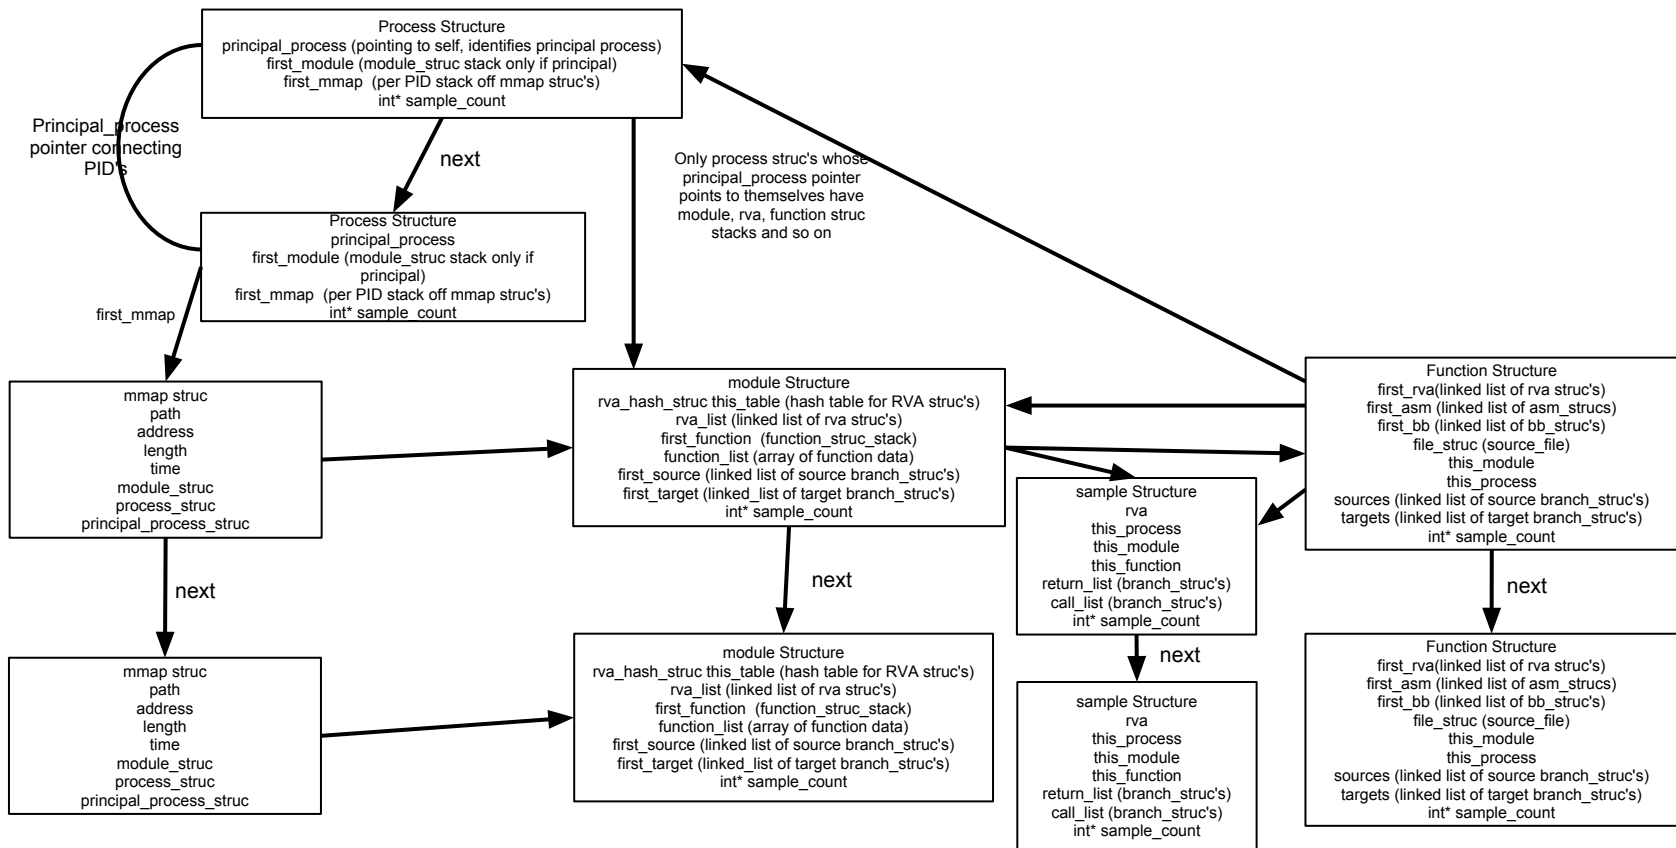 Process Structure
principal_process (pointing to self, identifies principal process)
first_module (module_struc stack only if principal)
first_mmap  (per PID stack off mmap struc's)
int* sample_count
Principal_process
pointer connecting
PID's
next
Only process struc's whose
principal_process pointer
points to themselves have
module, rva, function struc
stacks and so on
Process Structure
principal_process
first_module (module_struc stack only if
principal)
first_mmap  (per PID stack off mmap struc's)
int* sample_count
first_mmap
mmap struc
path
address
length
time
module_struc
process_struc
principal_process_struc
module Structure
rva_hash_struc this_table (hash table for RVA struc's)
rva_list (linked list of rva struc's)
first_function  (function_struc_stack)
function_list (array of function data)
first_source (linked list of source branch_struc's)
first_target (linked_list of target branch_struc's)
int* sample_count
Function Structure
first_rva(linked list of rva struc's)
first_asm (linked list of asm_strucs)
first_bb (linked list of bb_struc's)
file_struc (source_file)
this_module
this_process
sources (linked list of source branch_struc's)
targets (linked list of target branch_struc's)
int* sample_count
sample Structure
rva
this_process
this_module
this_function
return_list (branch_struc's)
call_list (branch_struc's)
int* sample_count
next
next
next
next
mmap struc
path
address
length
time
module_struc
process_struc
principal_process_struc
module Structure
rva_hash_struc this_table (hash table for RVA struc's)
rva_list (linked list of rva struc's)
first_function  (function_struc_stack)
function_list (array of function data)
first_source (linked list of source branch_struc's)
first_target (linked_list of target branch_struc's)
int* sample_count
sample Structure
rva
this_process
this_module
this_function
return_list (branch_struc's)
call_list (branch_struc's)
int* sample_count
Function Structure
first_rva(linked list of rva struc's)
first_asm (linked list of asm_strucs)
first_bb (linked list of bb_struc's)
file_struc (source_file)
this_module
this_process
sources (linked list of source branch_struc's)
targets (linked list of target branch_struc's)
int* sample_count